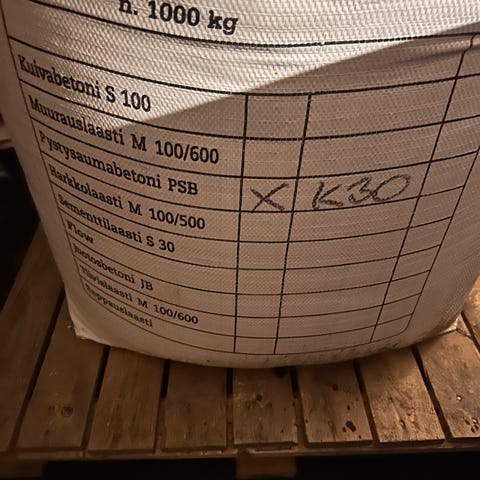 n. 1000 kg
Kuivabetoni S 100
Muurauslaasti M 100/600
Pystysaumabetoni PSB X K30
Harkkolaasti M 100/500
Sementtilaasti S 30
Flow
Juotosbetoni JB
M 100/600
Rappauslaasti